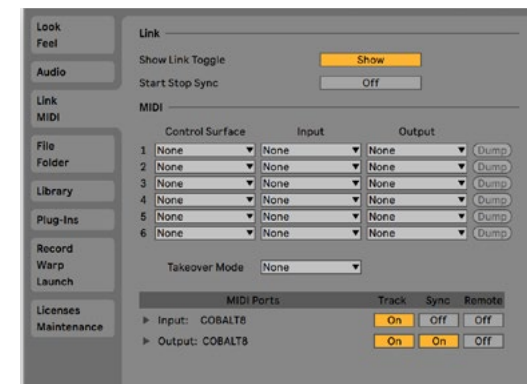 Look
Feel
Audio
Link
MIDI
File
Folder
Library
Plug-Ins
Record
Warp
Launch
Licenses
Maintenance
Link
Show Link Toggle Show
Start Stop Sync Off
MIDI
Control Surface Input Output
1 None None None Dump
2 None None None Dump
3 None None None Dump
4 None None None Dump
5 None None None Dump
6 None None None Dump
Takeover Mode None
MIDI Ports Track Sync Remote
Input: COBALT8 On Off Off
Output: COBALT8 On On Off